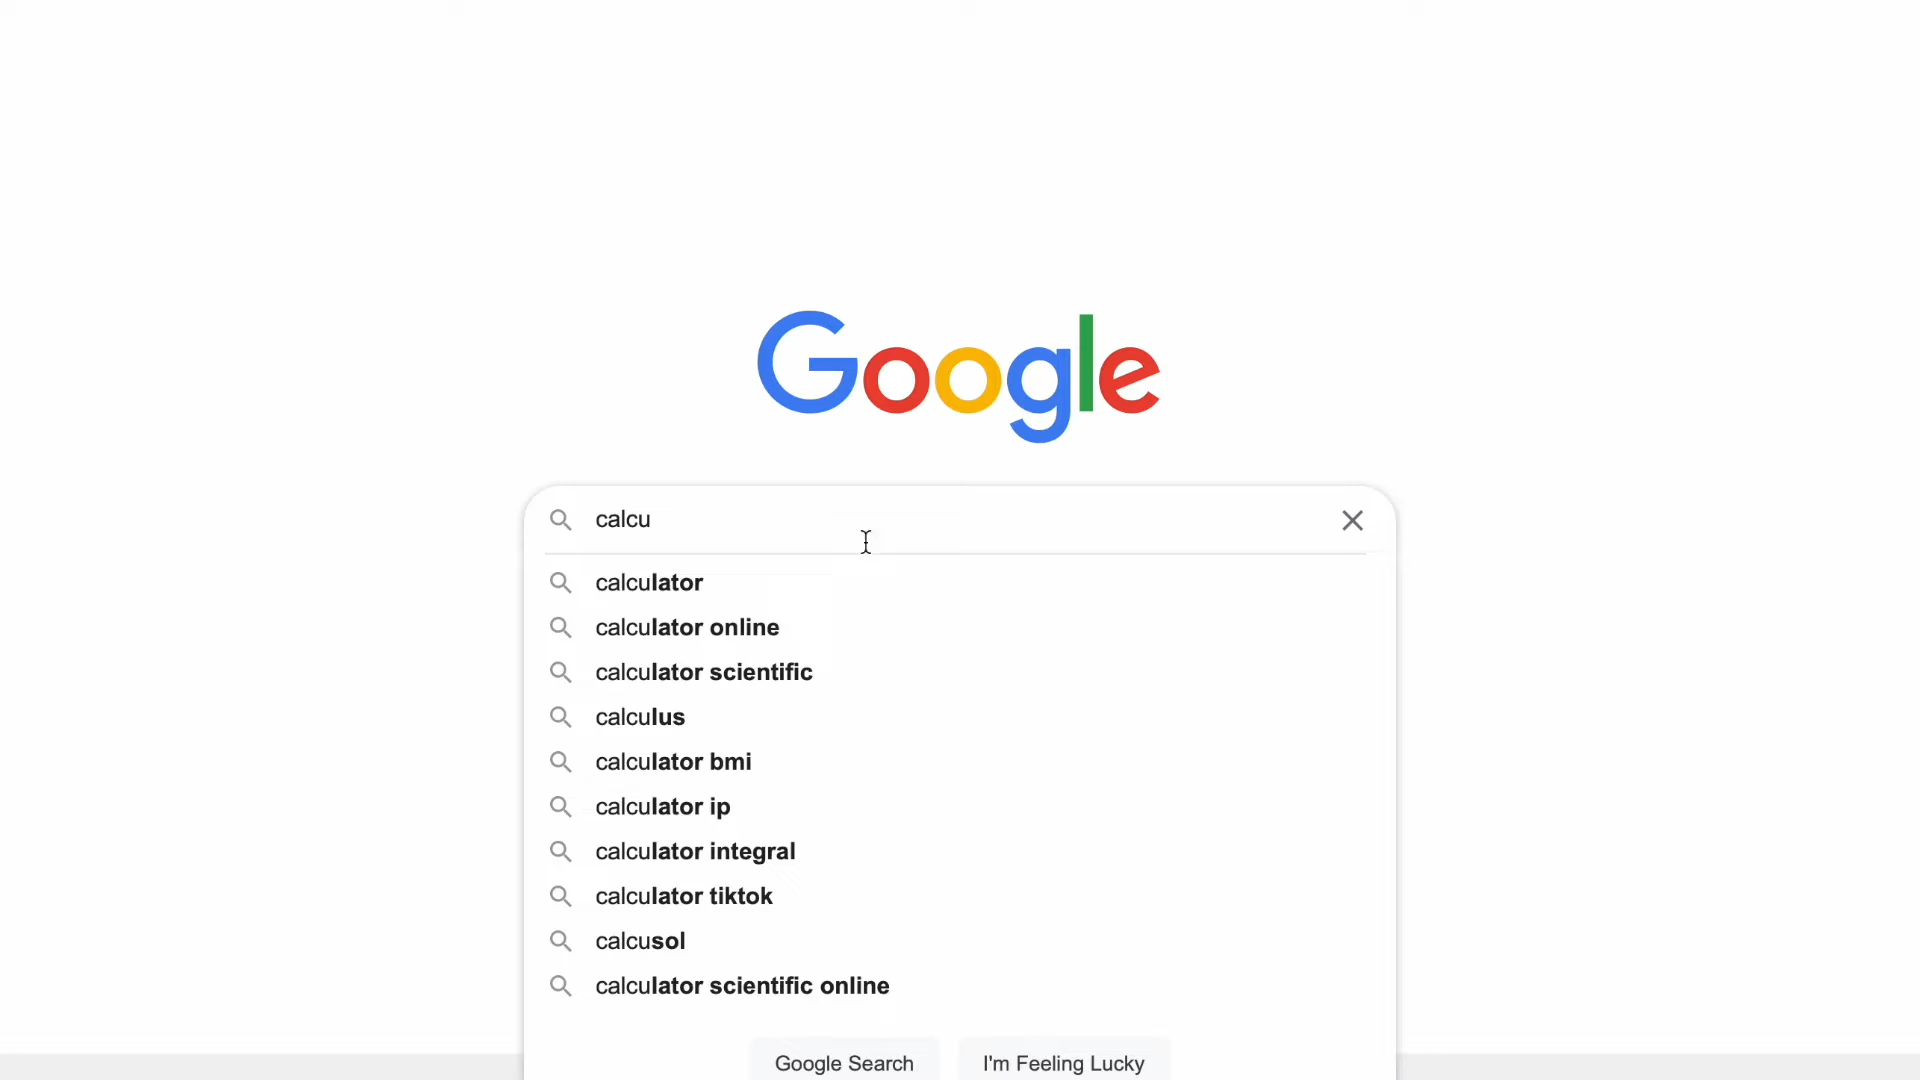 Google
calcu
calculator
calculator online
calculator scientific
calculus
calculator bmi
calculator ip
calculator integral
calculator tiktok
calcusol
calculator scientific online
Google Search I'm Feeling Lucky